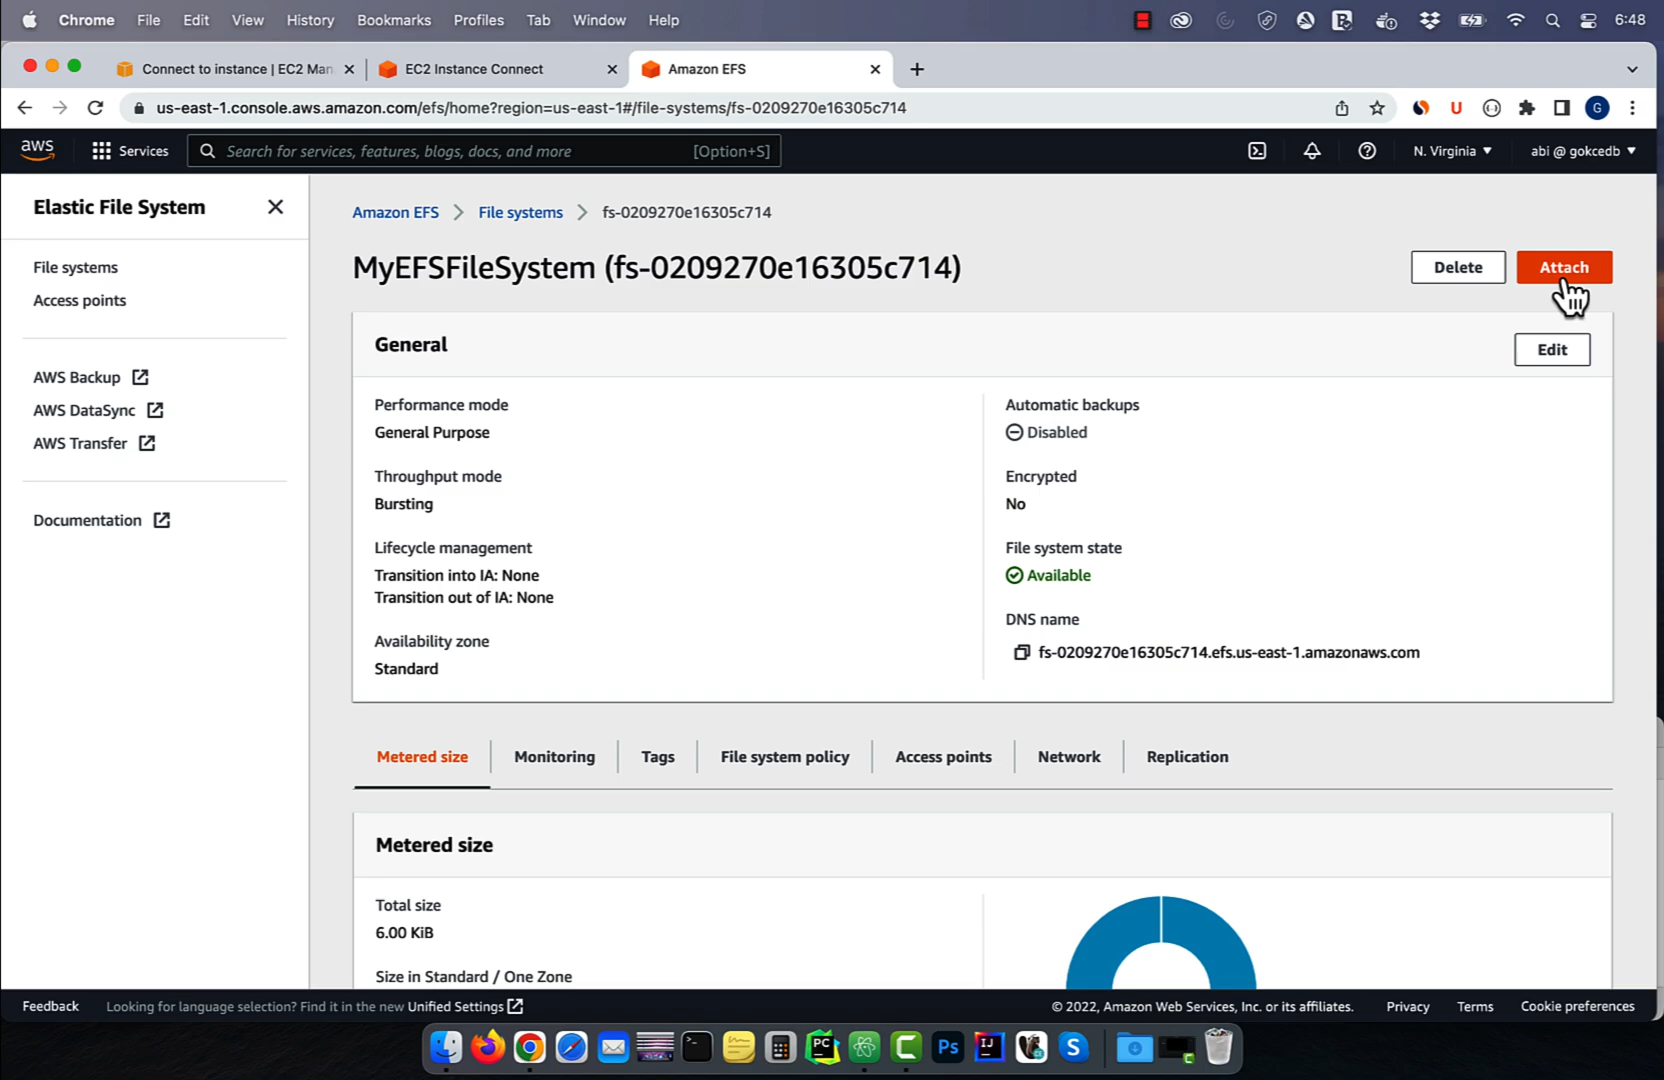 Chrome File Edit View History Bookmarks Profiles Tab Window Help 6:48
Connect to instance | EC2 Man EC2 Instance Connect Amazon EFS
us-east-1.console.aws.amazon.com/efs/home?region=us-east-1#/file-systems/fs-0209270e16305c714 U G
aws Services Search for services, features, blogs, docs, and more [Option+S] N. Virginia abi @ gokcedb
Elastic File System
File systems
Access points
AWS Backup
AWS DataSync
AWS Transfer
Documentation
Amazon EFS File systems fs-0209270e16305c714
MyEFSFileSystem (fs-0209270e16305c714) Delete Attach
General Edit
Performance mode
General Purpose
Throughput mode
Bursting
Lifecycle management
Transition into IA: None
Transition out of IA: None
Availability zone
Standard
Automatic backups
Disabled
Encrypted
No
File system state
Available
DNS name
fs-0209270e16305c714.efs.us-east-1.amazonaws.com
Metered size Monitoring Tags File system policy Access points Network Replication
Metered size
Total size
6.00 KiB
Size in Standard / One Zone
Feedback Looking for language selection? Find it in the new Unified Settings © 2022, Amazon Web Services, Inc. or its affiliates. Privacy Terms Cookie preferences
PC Ps IJ